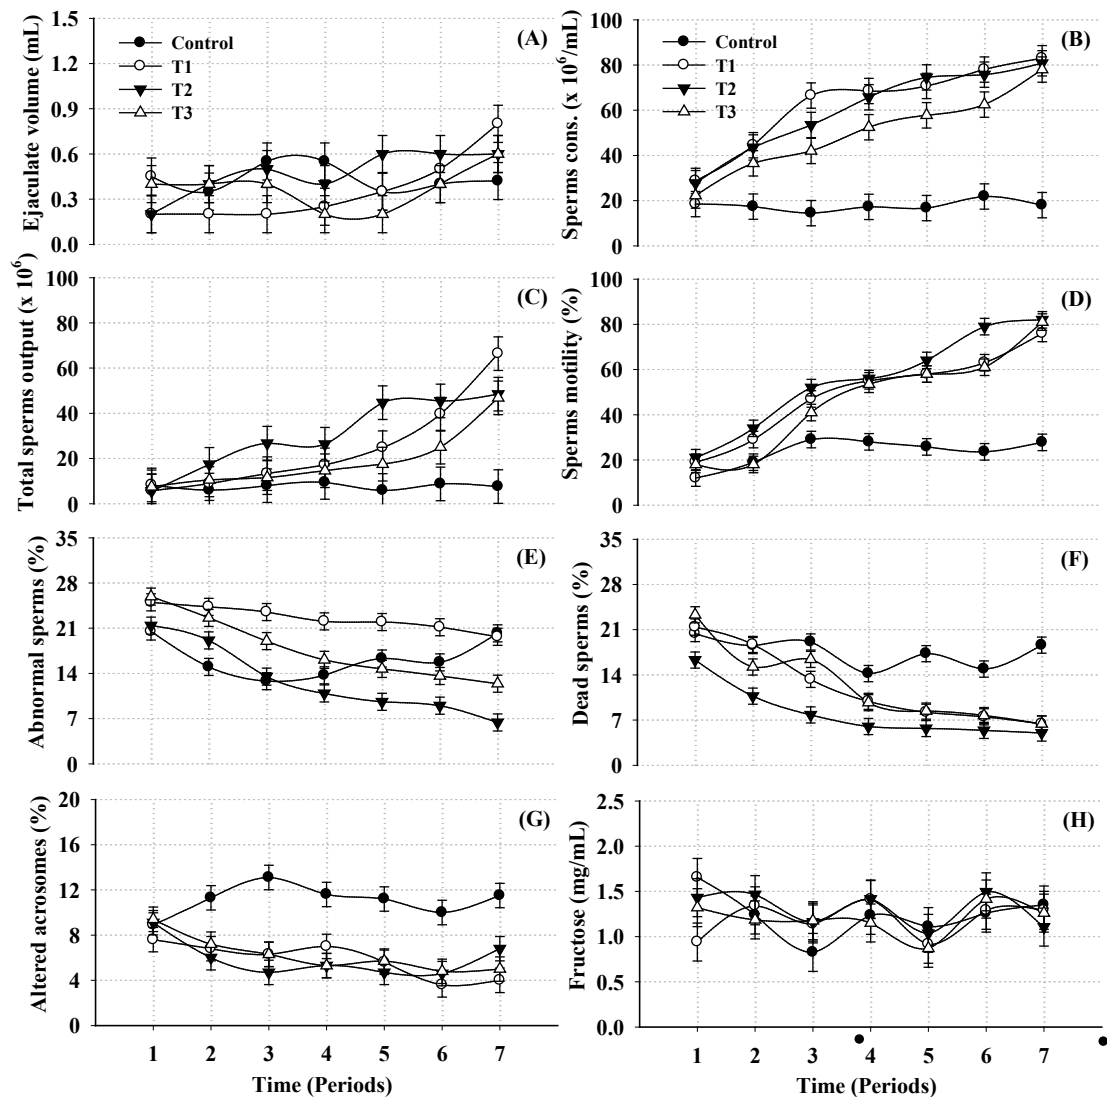 Ejaculate volume (mL)
1.5
1.2
0.9
0.6
0.3
0.0
Control
T1
T2
T3
(A)
Sperms cons. (x 10⁶/mL)
100
80
60
40
20
0
Control
T1
T2
T3
(B)
Total sperms output (x 10⁶)
100
80
60
40
20
0
(C)
Sperms motility (%)
100
80
60
40
20
0
(D)
Abnormal sperms (%)
35
28
21
14
7
0
(E)
Dead sperms (%)
35
28
21
14
7
0
(F)
Altered acrosomes (%)
20
16
12
8
4
0
(G)
1 2 3 4 5 6 7
Time (Periods)
Fructose (mg/mL)
2.5
2.0
1.5
1.0
0.5
0.0
(H)
1 2 3 4 5 6 7
Time (Periods)